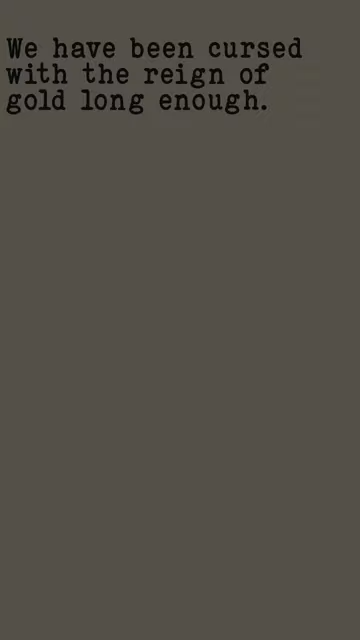 We have been cursed
with the reign of
gold long enough.